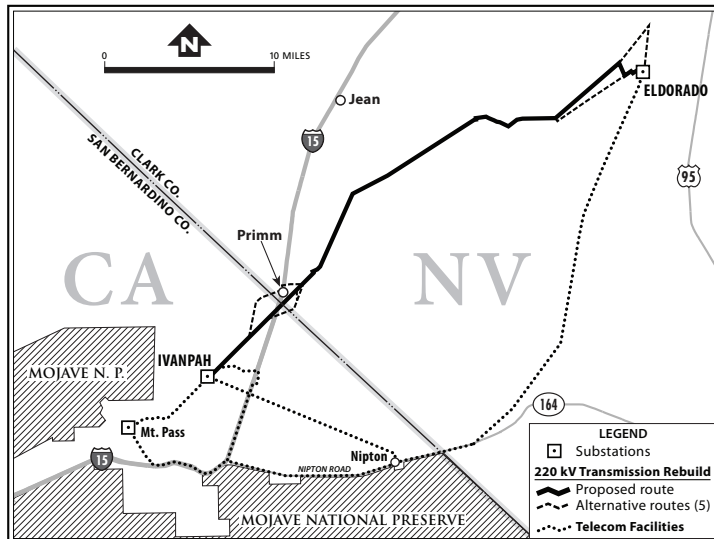 N
0 10 MILES
Jean
ELDORADO
15
95
CLARK CO.
SAN BERNARDINO CO.
Primm
CA NV
IVANPAH
MOJAVE N. P.
Mt. Pass
164
Nipton
15
NIPTON ROAD
MOJAVE NATIONAL PRESERVE
LEGEND
Substations
220 kV Transmission Rebuild
Proposed route
Alternative routes (5)
Telecom Facilities